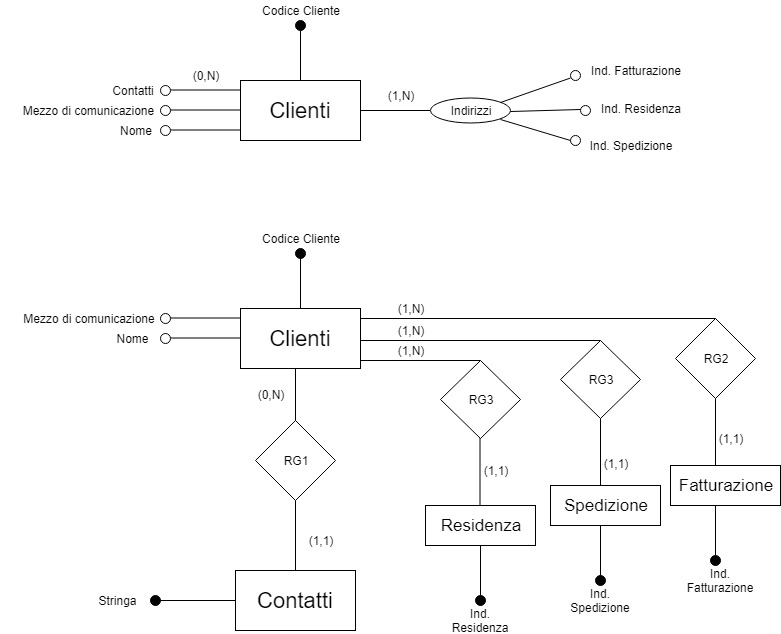 Codice Cliente
(0,N)
Contatti
Mezzo di comunicazione
Nome
Clienti
(1,N)
Indirizzi
Ind. Fatturazione
Ind. Residenza
Ind. Spedizione
Codice Cliente
Mezzo di comunicazione
Nome
Clienti
(1,N)
(1,N)
(1,N)
RG2
RG3
RG3
(0,N)
RG1
(1,1)
(1,1)
(1,1)
(1,1)
Fatturazione
Spedizione
Residenza
Stringa
Contatti
Ind.
Fatturazione
Ind.
Spedizione
Ind.
Residenza